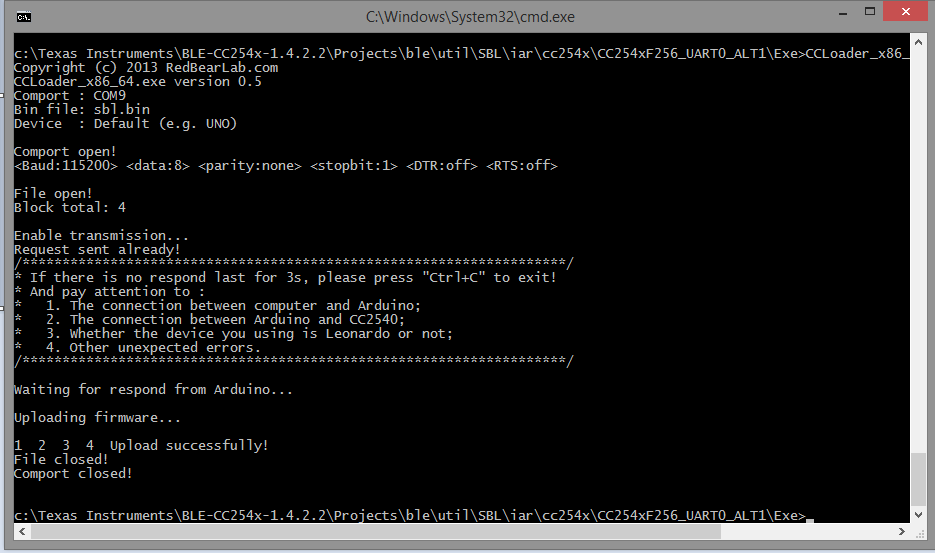 C:\Windows\System32\cmd.exe
c:\Texas Instruments\BLE-CC254x-1.4.2.2\Projects\ble\util\SBL\iar\cc254x\CC254xF256_UART0_ALT1\Exe>CCLoader_x86_
Copyright (c) 2013 RedBearLab.com
CCLoader_x86_64.exe version 0.5
Comport : COM9
Bin file: sbl.bin
Device  : Default (e.g. UNO)
Comport open!
<Baud:115200> <data:8> <parity:none> <stopbit:1> <DTR:off> <RTS:off>
File open!
Block total: 4
Enable transmission...
Request sent already!
/********************************************************************/
* If there is no respond last for 3s, please press "Ctrl+C" to exit!
* And pay attention to :
*   1. The connection between computer and Arduino;
*   2. The connection between Arduino and CC2540;
*   3. Whether the device you using is Leonardo or not;
*   4. Other unexpected errors.
/********************************************************************/
Waiting for respond from Arduino...
Uploading firmware...
1  2  3  4  Upload successfully!
File closed!
Comport closed!
c:\Texas Instruments\BLE-CC254x-1.4.2.2\Projects\ble\util\SBL\iar\cc254x\CC254xF256_UART0_ALT1\Exe>_